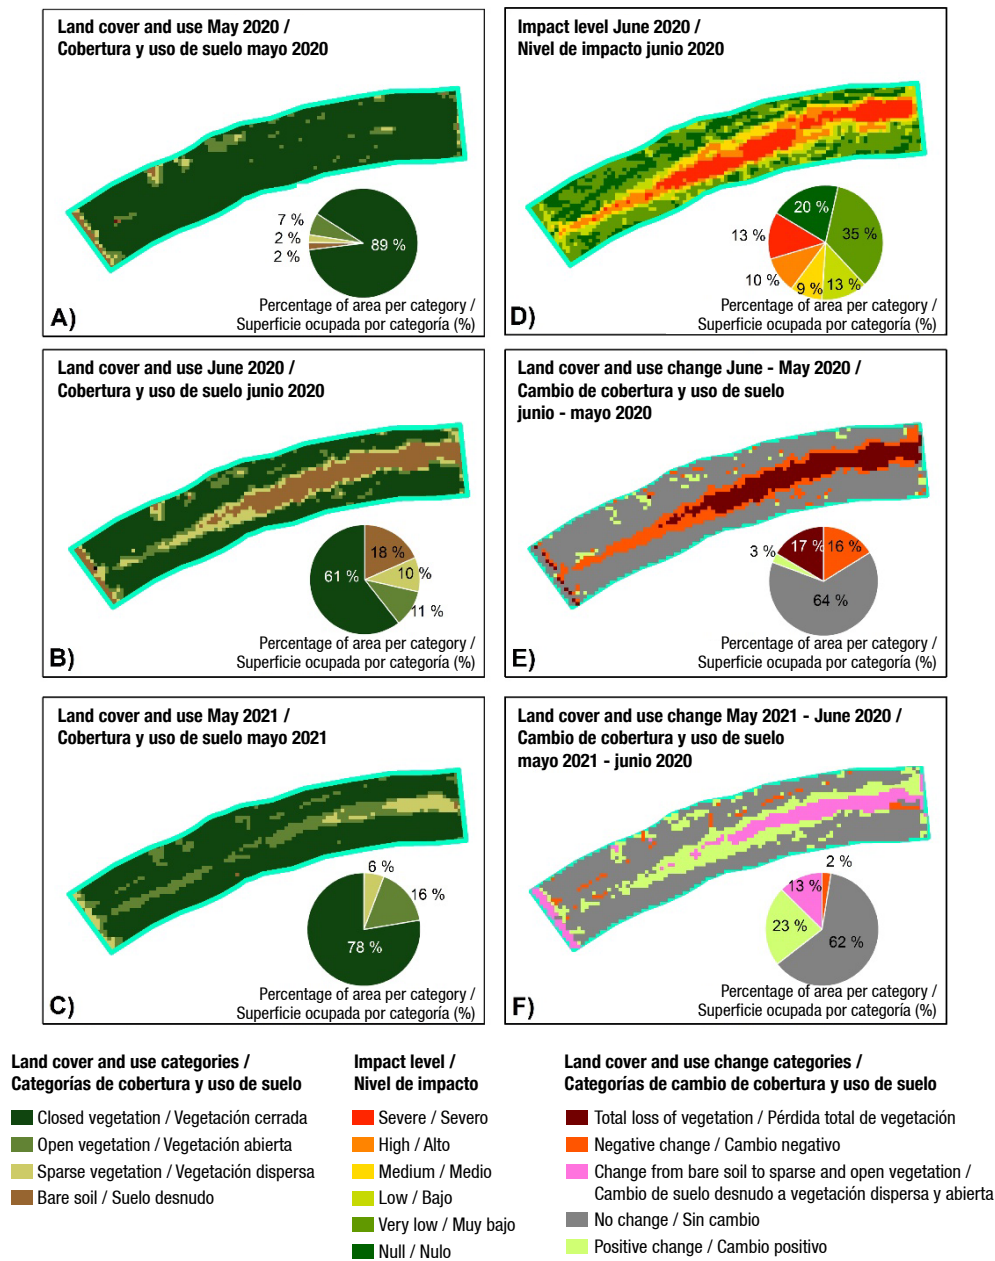 Land cover and use May 2020 /
Cobertura y uso de suelo mayo 2020
7 %
2 %
2 %
89 %
Percentage of area per category /
Superficie ocupada por categoría (%)
A)
Impact level June 2020 /
Nivel de impacto junio 2020
20 %
35 %
13 %
10 %
9 %
13 %
Percentage of area per category /
Superficie ocupada por categoría (%)
D)
Land cover and use June 2020 /
Cobertura y uso de suelo junio 2020
18 %
61 %
10 %
11 %
Percentage of area per category /
Superficie ocupada por categoría (%)
B)
Land cover and use change June - May 2020 /
Cambio de cobertura y uso de suelo
junio - mayo 2020
3 %
17 %
16 %
64 %
Percentage of area per category /
Superficie ocupada por categoría (%)
E)
Land cover and use May 2021 /
Cobertura y uso de suelo mayo 2021
6 %
16 %
78 %
Percentage of area per category /
Superficie ocupada por categoría (%)
C)
Land cover and use change May 2021 - June 2020 /
Cambio de cobertura y uso de suelo
mayo 2021 - junio 2020
2 %
13 %
23 %
62 %
Percentage of area per category /
Superficie ocupada por categoría (%)
F)
Land cover and use categories /
Categorías de cobertura y uso de suelo
Closed vegetation / Vegetación cerrada
Open vegetation / Vegetación abierta
Sparse vegetation / Vegetación dispersa
Bare soil / Suelo desnudo
Impact level /
Nivel de impacto
Severe / Severo
High / Alto
Medium / Medio
Low / Bajo
Very low / Muy bajo
Null / Nulo
Land cover and use change categories /
Categorías de cambio de cobertura y uso de suelo
Total loss of vegetation / Pérdida total de vegetación
Negative change / Cambio negativo
Change from bare soil to sparse and open vegetation /
Cambio de suelo desnudo a vegetación dispersa y abierta
No change / Sin cambio
Positive change / Cambio positivo